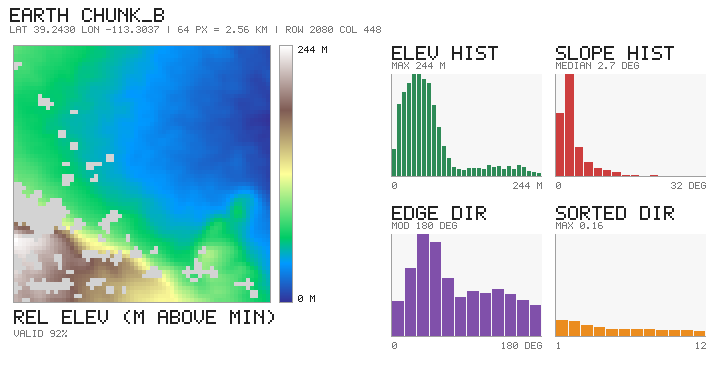 EARTH CHUNK_B
LAT 39.2430 LON -113.3037 | 64 PX = 2.56 KM | ROW 2080 COL 448
244 M
0 M
REL ELEV (M ABOVE MIN)
VALID 92%
ELEV HIST
MAX 244 M
0 244 M
SLOPE HIST
MEDIAN 2.7 DEG
0 32 DEG
EDGE DIR
MOD 180 DEG
0 180 DEG
SORTED DIR
MAX 0.16
1 12